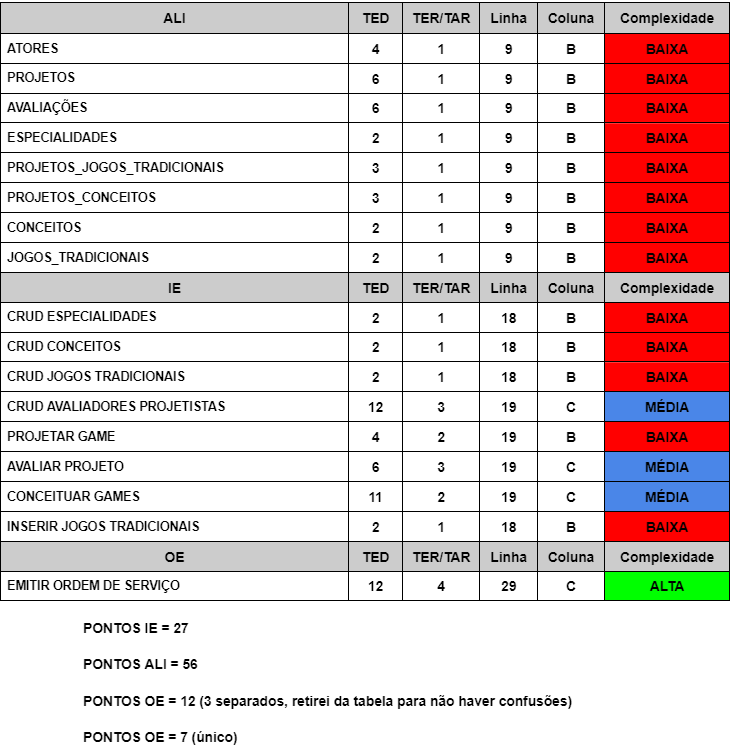 ALI TED TER/TAR Linha Coluna Complexidade
ATORES 4 1 9 B BAIXA
PROJETOS 6 1 9 B BAIXA
AVALIAÇÕES 6 1 9 B BAIXA
ESPECIALIDADES 2 1 9 B BAIXA
PROJETOS_JOGOS_TRADICIONAIS 3 1 9 B BAIXA
PROJETOS_CONCEITOS 3 1 9 B BAIXA
CONCEITOS 2 1 9 B BAIXA
JOGOS_TRADICIONAIS 2 1 9 B BAIXA
IE TED TER/TAR Linha Coluna Complexidade
CRUD ESPECIALIDADES 2 1 18 B BAIXA
CRUD CONCEITOS 2 1 18 B BAIXA
CRUD JOGOS TRADICIONAIS 2 1 18 B BAIXA
CRUD AVALIADORES PROJETISTAS 12 3 19 C MÉDIA
PROJETAR GAME 4 2 19 B BAIXA
AVALIAR PROJETO 6 3 19 C MÉDIA
CONCEITUAR GAMES 11 2 19 C MÉDIA
INSERIR JOGOS TRADICIONAIS 2 1 18 B BAIXA
OE TED TER/TAR Linha Coluna Complexidade
EMITIR ORDEM DE SERVIÇO 12 4 29 C ALTA
PONTOS IE = 27
PONTOS ALI = 56
PONTOS OE = 12 (3 separados, retirei da tabela para não haver confusões)
PONTOS OE = 7 (único)